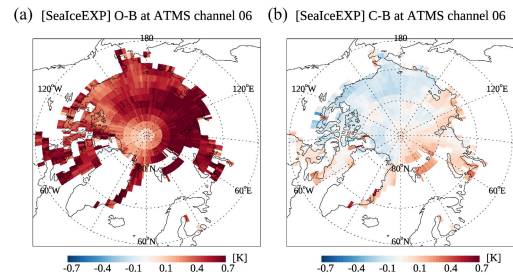 (a) [SeaIceEXP] O-B at ATMS channel 06
180
120°W
120°E
60°W
60°E
80°N
60°N
[K]
-0.7 -0.4 -0.1 0.1 0.4 0.7
(b) [SeaIceEXP] C-B at ATMS channel 06
180
120°W
120°E
60°W
60°E
80°N
60°N
[K]
-0.7 -0.4 -0.1 0.1 0.4 0.7